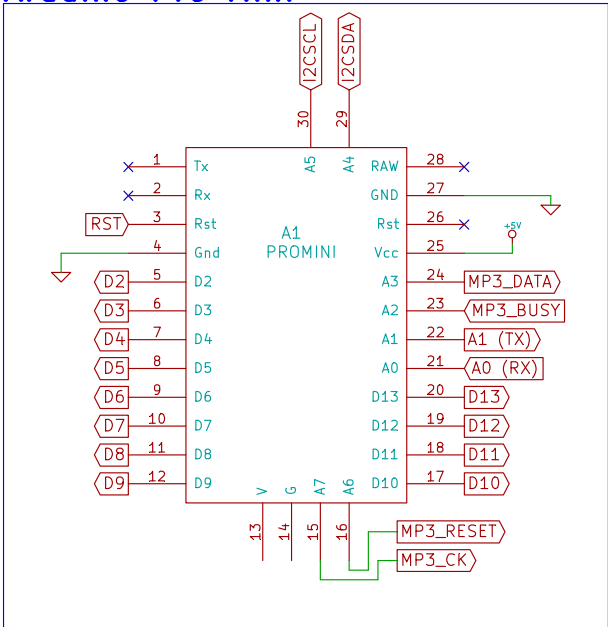 Arduino Pro Mini
I2CSCL
I2CSDA
30
29
A5
A4
1 Tx
RAW 28
2 Rx
GND 27
RST 3 Rst
Rst 26
4 Gnd
Vcc 25
+5V
A1
PROMINI
D2 5 D2
A3 24 MP3_DATA
D3 6 D3
A2 23 MP3_BUSY
D4 7 D4
A1 22 A1 (TX)
D5 8 D5
A0 21 A0 (RX)
D6 9 D6
D13 20 D13
D7 10 D7
D12 19 D12
D8 11 D8
D11 18 D11
D9 12 D9
D10 17 D10
V
G
A7
A6
13
14
15
16
MP3_RESET
MP3_CK